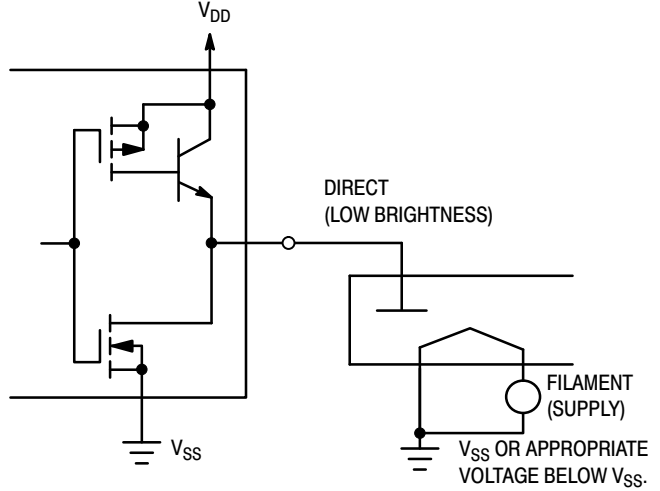 VDD
DIRECT
(LOW BRIGHTNESS)
FILAMENT
(SUPPLY)
VSS
VSS OR APPROPRIATE
VOLTAGE BELOW VSS.